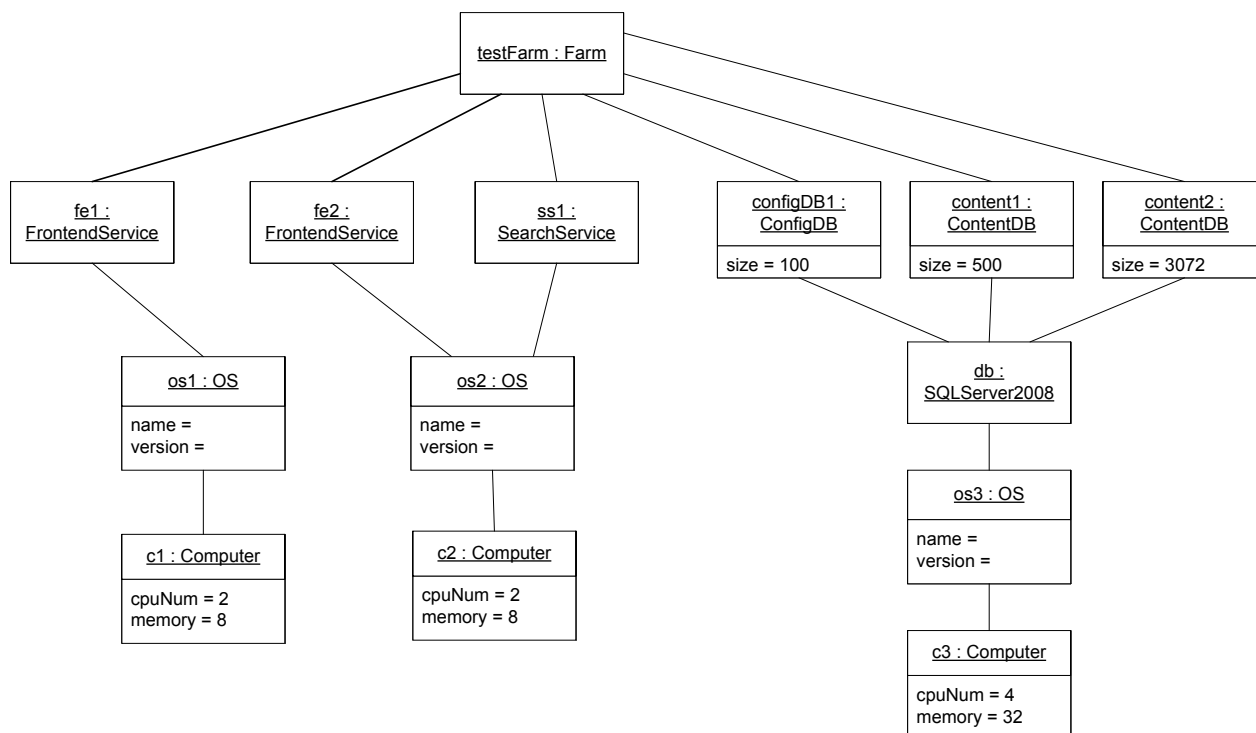 testFarm : Farm
fe1 :
FrontendService
fe2 :
FrontendService
ss1 :
SearchService
configDB1 :
ConfigDB
size = 100
content1 :
ContentDB
size = 500
content2 :
ContentDB
size = 3072
os1 : OS
name =
version =
os2 : OS
name =
version =
db :
SQLServer2008
os3 : OS
name =
version =
c1 : Computer
cpuNum = 2
memory = 8
c2 : Computer
cpuNum = 2
memory = 8
c3 : Computer
cpuNum = 4
memory = 32